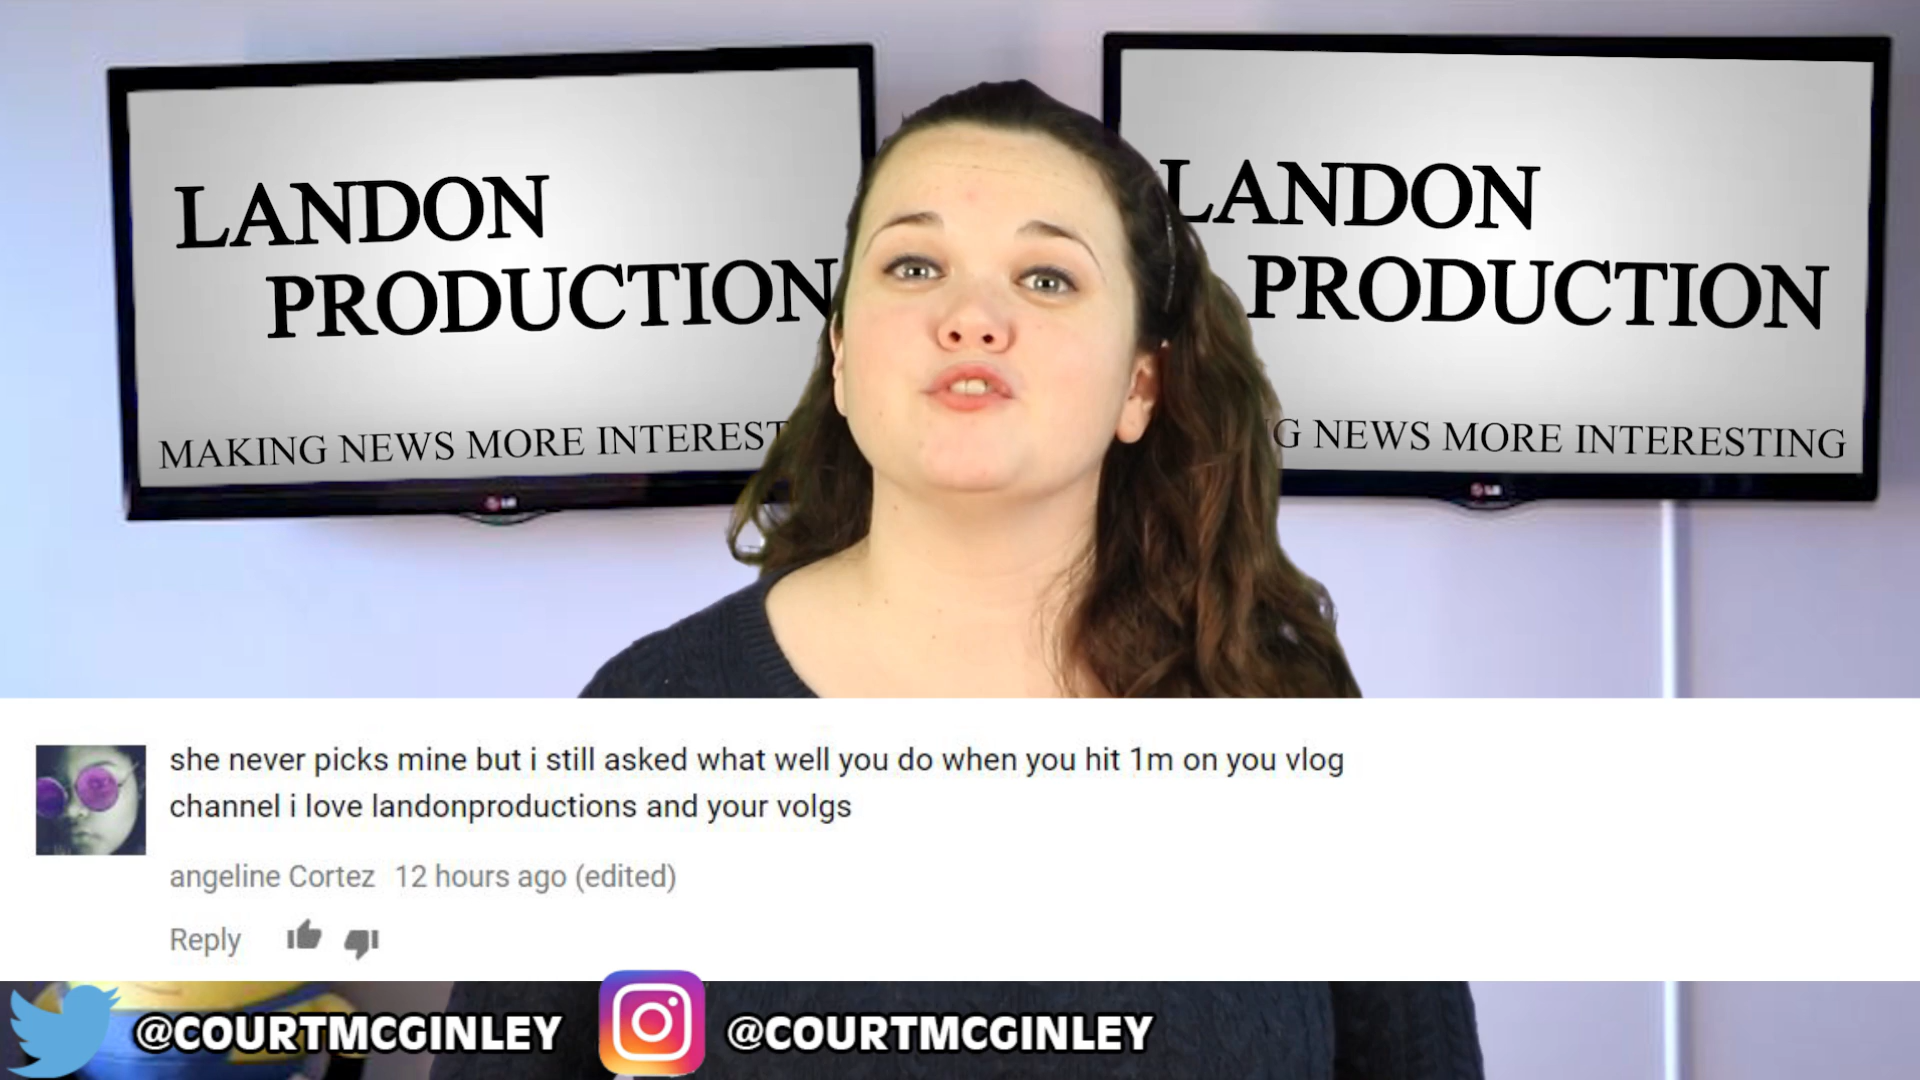 LANDON
PRODUCTION
MAKING NEWS MORE INTEREST
LANDON
PRODUCTION
G NEWS MORE INTERESTING
LG
LG
she never picks mine but i still asked what well you do when you hit 1m on you vlog
channel i love landonproductions and your volgs
angeline Cortez 12 hours ago (edited)
Reply
@COURTMCGINLEY
@COURTMCGINLEY